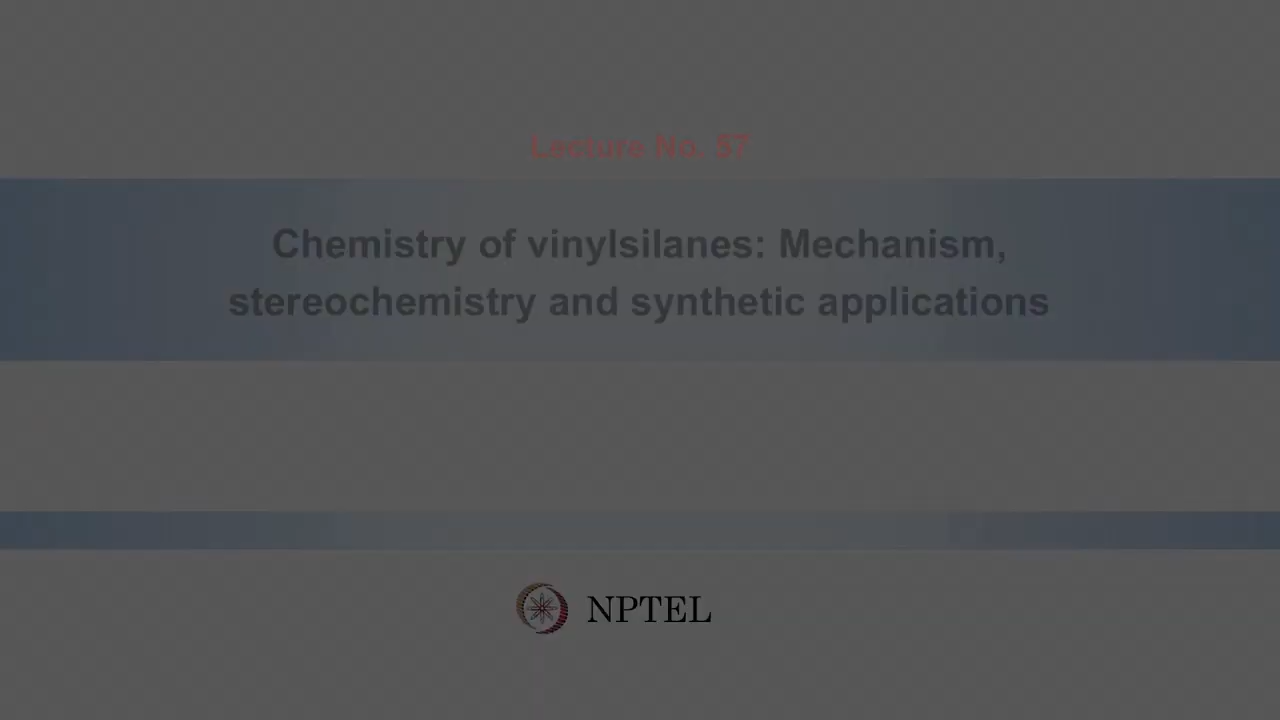 Lecture No. 57
Chemistry of vinylsilanes: Mechanism,
stereochemistry and synthetic applications
NPTEL